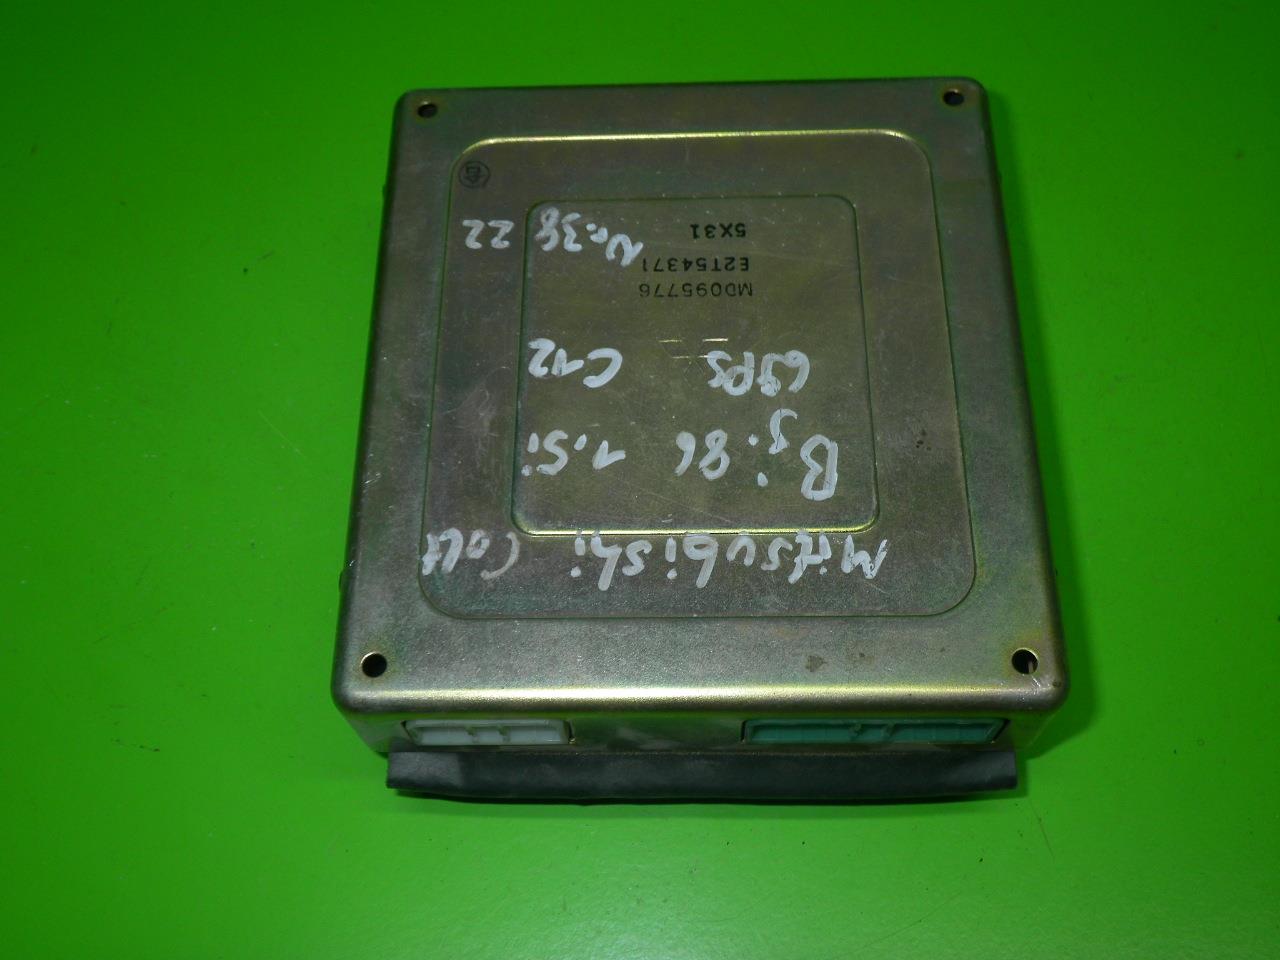 Mitsubishi Colt
Bj. 86 1.5i
69PS C12
MD095776
E2T54371
5X31
Nr. 38 22